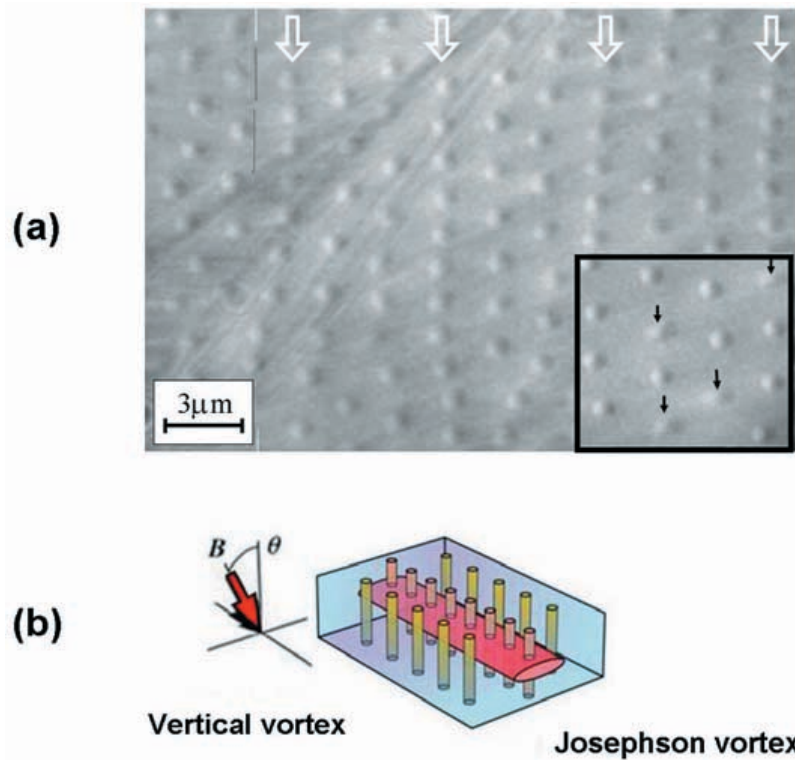 (a)
3μm
(b)
B θ
Vertical vortex
Josephson vortex